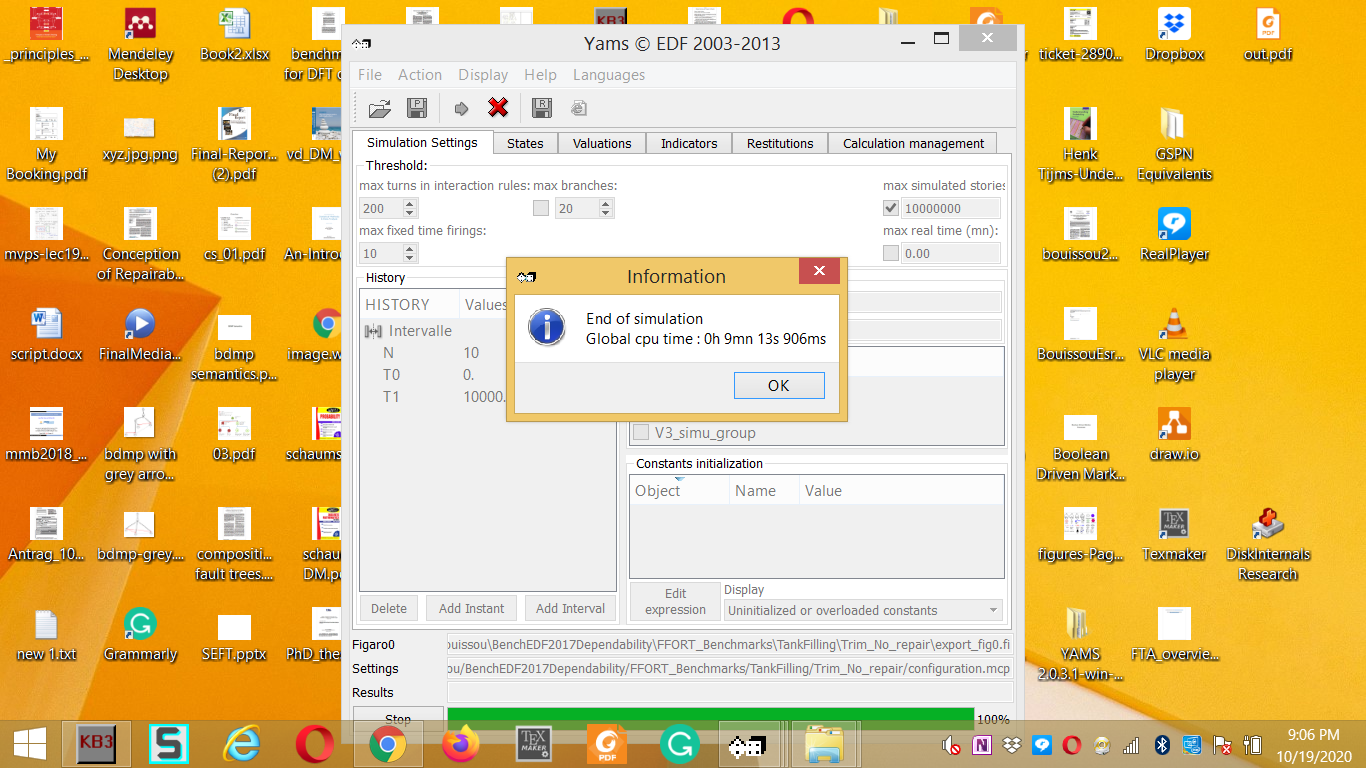 _principles_...
Mendeley
Desktop
Book2.xlsx
benchm
for DFT c
KB3
ticket-2890...
Dropbox
out.pdf
My
Booking.pdf
xyz.jpg.png
Final-Repor...
(2).pdf
vd_DM_v
Henk
Tijms-Unde...
GSPN
Equivalents
mvps-lec19...
Conception
of Repairab...
cs_01.pdf
An-Introd
bouissou2...
RealPlayer
script.docx
FinalMedia...
bdmp
semantics.p...
image.w
BouissouEsr...
VLC media
player
mmb2018_...
bdmp with
grey arro...
03.pdf
schaums
Boolean
Driven Mark...
draw.io
Antrag_10...
bdmp-grey....
compositi...
fault trees....
schau
DM.pd
figures-Pag...
Texmaker
DiskInternals
Research
new 1.txt
Grammarly
SEFT.pptx
PhD_thes
YAMS
2.0.3.1-win-...
FTA_overvie...
Yams © EDF 2003-2013
File Action Display Help Languages
Simulation Settings States Valuations Indicators Restitutions Calculation management
Threshold:
max turns in interaction rules: max branches: max simulated stories
200 20 10000000
max fixed time firings: max real time (mn):
10 0.00
History
HISTORY Values
Intervalle
N 10
T0 0.
T1 10000.
Information
End of simulation
Global cpu time : 0h 9mn 13s 906ms
OK
V3_simu_group
Constants initialization
Object Name Value
Delete Add Instant Add Interval
Edit
expression
Display
Uninitialized or overloaded constants
Figaro0 ouissou\BenchEDF2017Dependability\FFORT_Benchmarks\TankFilling\Trim_No_repair\export_fig0.fi
Settings ou/BenchEDF2017Dependability/FFORT_Benchmarks/TankFilling/Trim_No_repair/configuration.mcp
Results
Stop 100%
KB3
TEX
MAKER
PDF
9:06 PM
10/19/2020